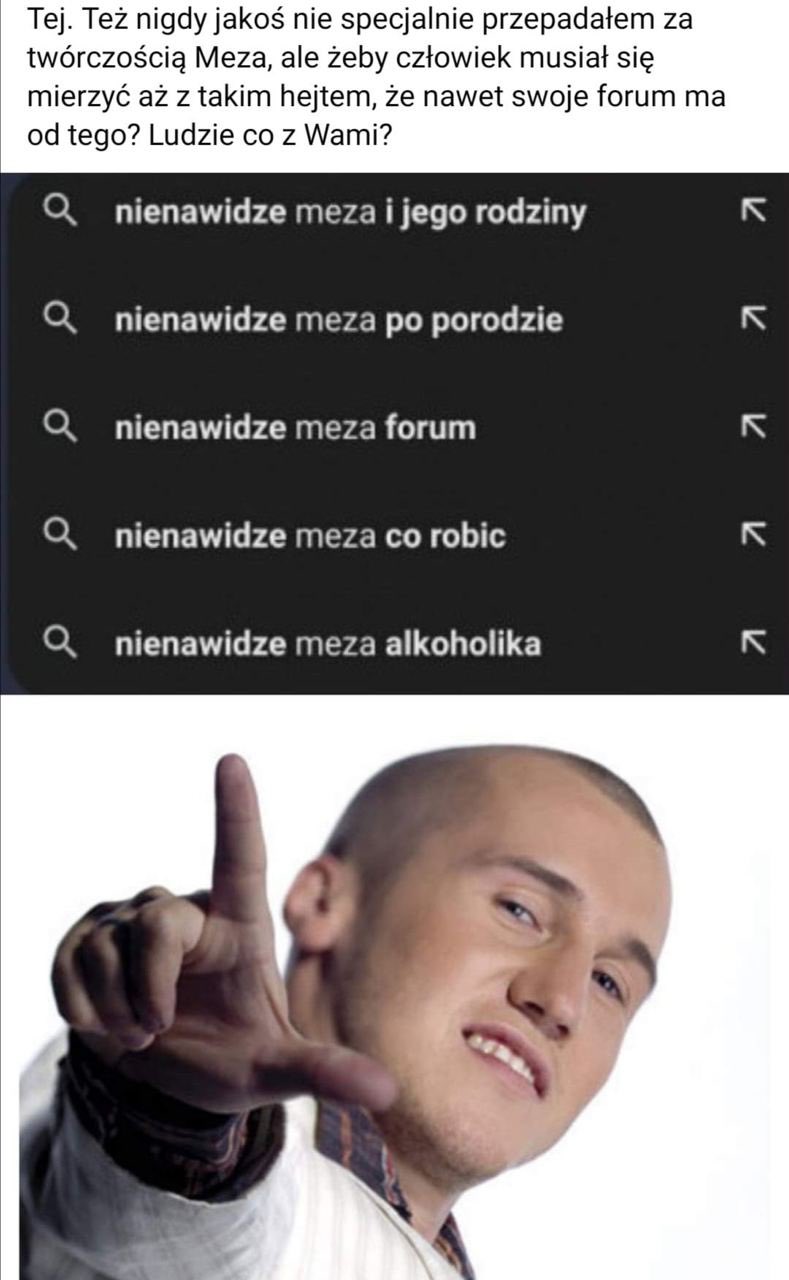 Tej. Też nigdy jakoś nie specjalnie przepadałem za
twórczością Meza, ale żeby człowiek musiał się
mierzyć aż z takim hejtem, że nawet swoje forum ma
od tego? Ludzie co z Wami?
nienawidze meza i jego rodziny
nienawidze meza po porodzie
nienawidze meza forum
nienawidze meza co robic
nienawidze meza alkoholika